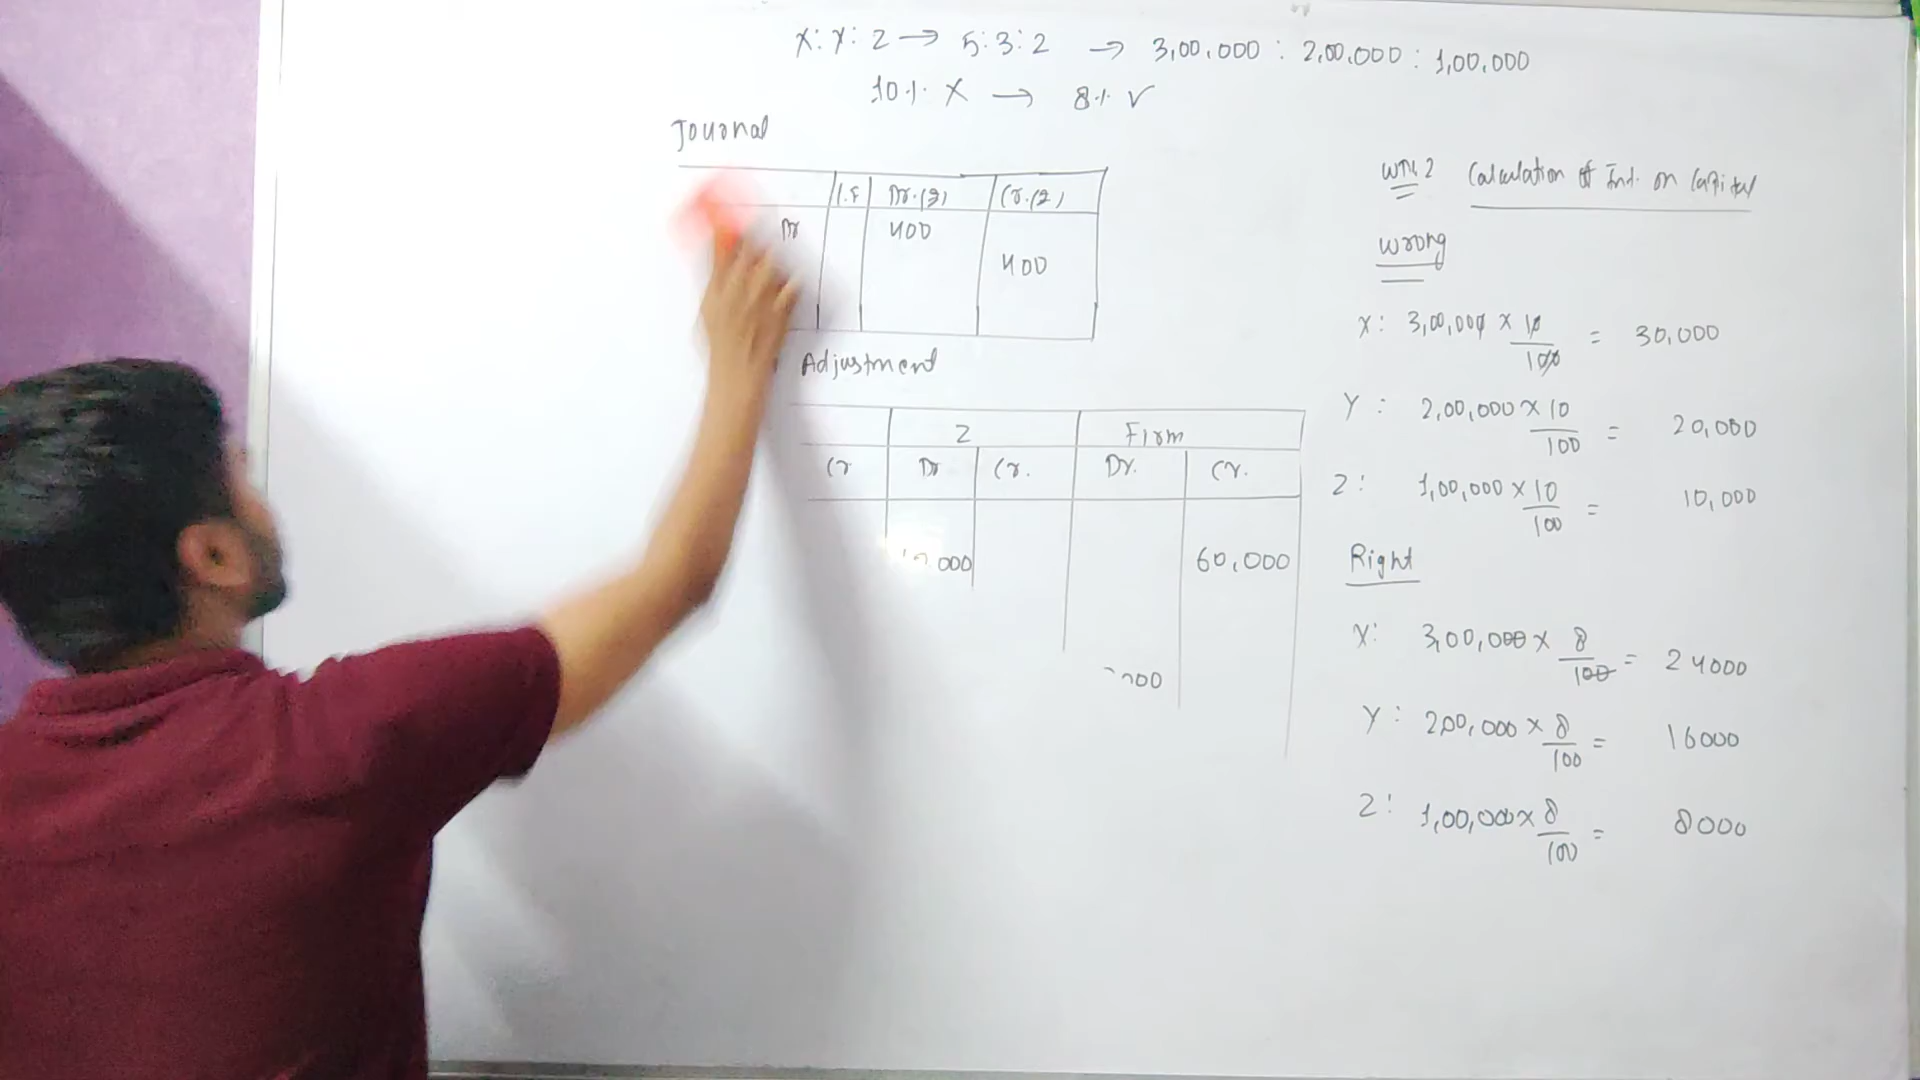 X : Y : Z → 5 : 3 : 2 → 3,00,000 : 2,00,000 : 1,00,000
10% X → 8% ✓
Journal
L.F Dr.(₹) Cr.(₹)
Dr 400
400
Adjustment
Z Firm
Cr Dr Cr. Dr. Cr.
000 60,000
000
WN 2 Calculation of Int. on Capital
Wrong
X: 3,00,000 × 10/100 = 30,000
Y : 2,00,000 × 10/100 = 20,000
Z: 1,00,000 × 10/100 = 10,000
Right
X: 3,00,000 × 8/100 = 24000
Y : 200,000 × 8/100 = 16000
Z: 1,00,000 × 8/100 = 8000